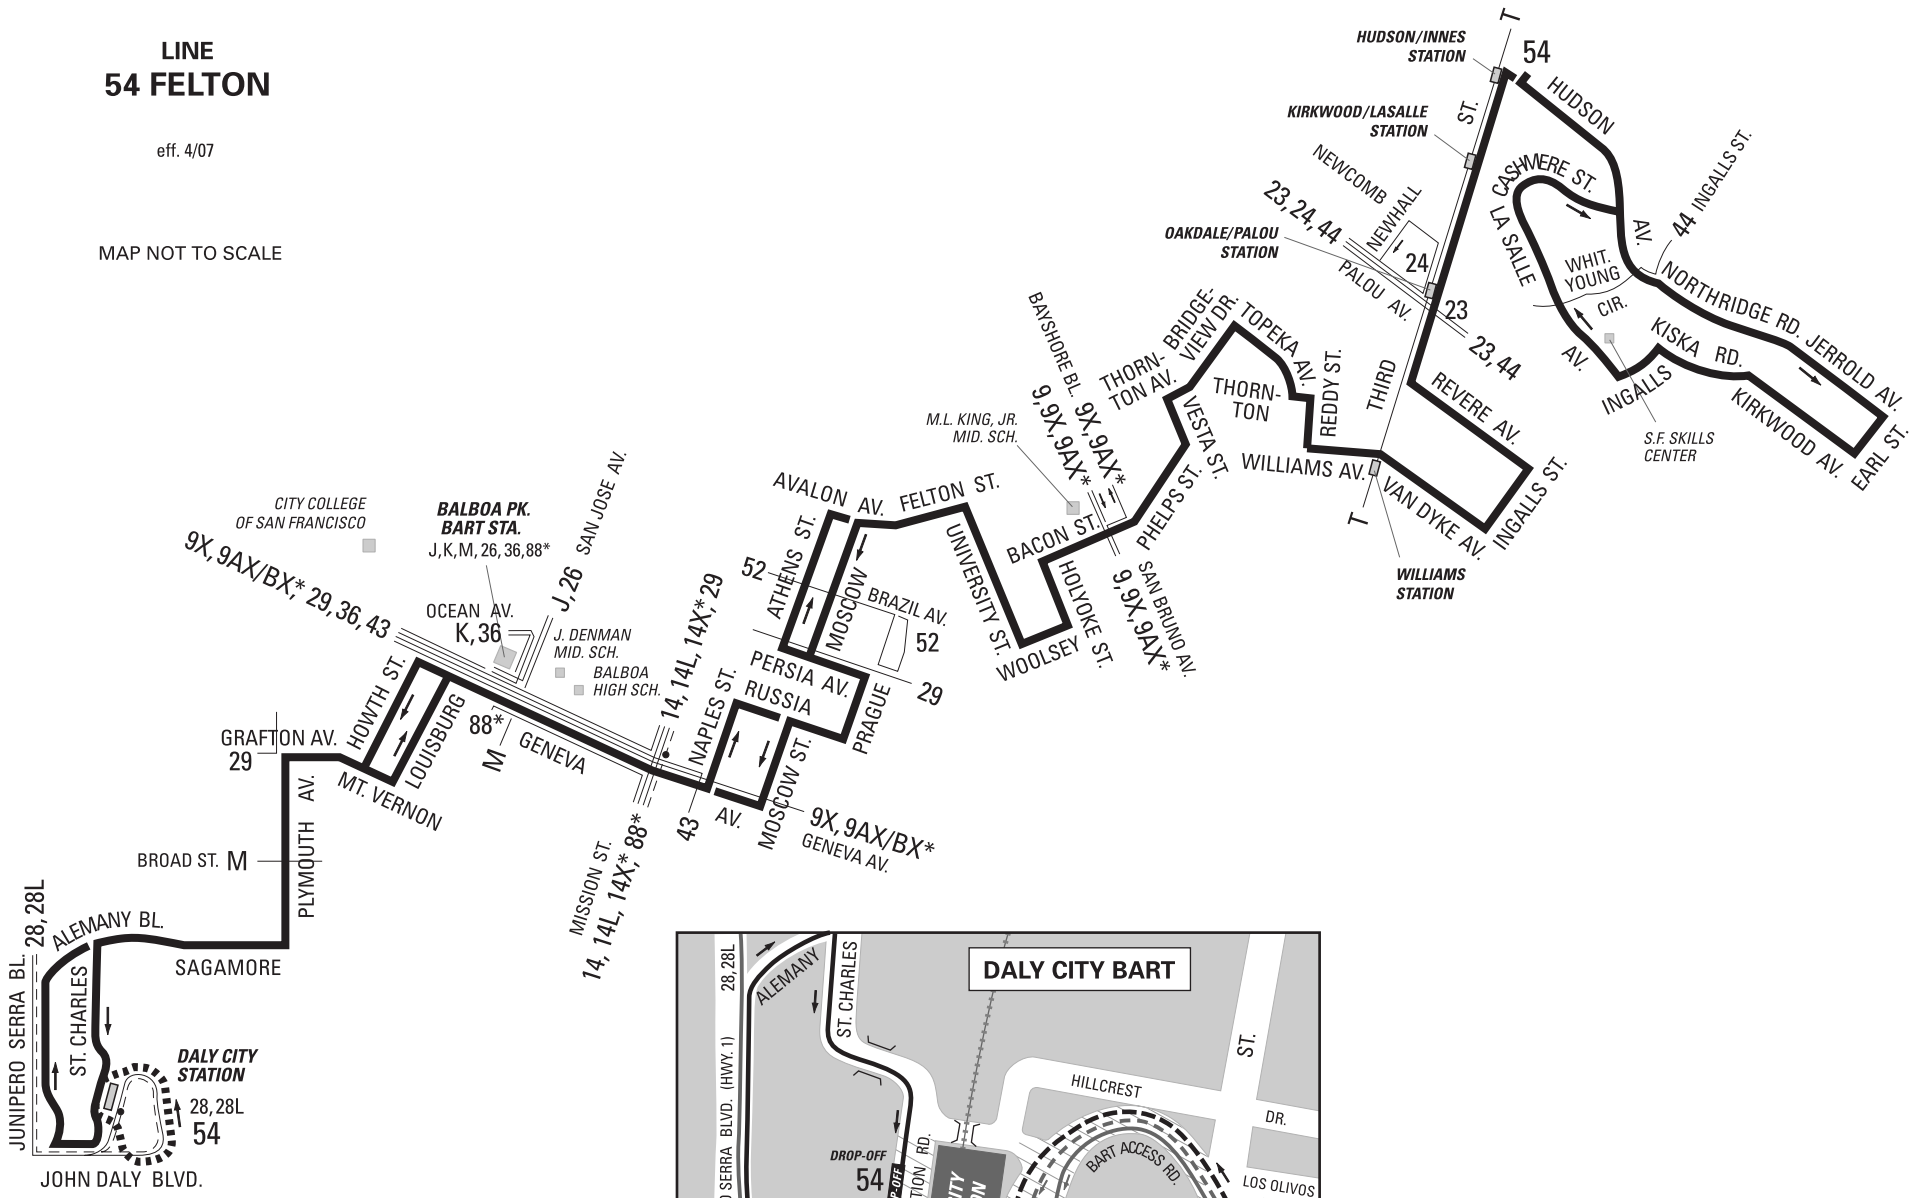 LINE
54 FELTON
eff. 4/07
MAP NOT TO SCALE
T
HUDSON/INNES
STATION
54
HUDSON
AV.
KIRKWOOD/LASALLE
STATION
ST.
NEWCOMB
NEWHALL
23, 24, 44
24
OAKDALE/PALOU
STATION
PALOU AV.
23
23, 44
CASHMERE ST.
LA SALLE
AV.
WHIT.
YOUNG
CIR.
44 INGALLS ST.
NORTHRIDGE RD.
JERROLD AV.
KISKA RD.
INGALLS
KIRKWOOD AV.
EARL ST.
S.F. SKILLS
CENTER
THIRD
REVERE AV.
INGALLS ST.
VAN DYKE AV.
WILLIAMS AV.
T
WILLIAMS
STATION
REDDY ST.
THORN-
TON
TOPEKA AV.
BRIDGE-
VIEW DR.
THORN-
TON AV.
VESTA ST.
PHELPS ST.
BAYSHORE BL.
9X, 9AX*
9, 9X, 9AX*
M.L. KING, JR.
MID. SCH.
BACON ST.
SAN BRUNO AV.
9, 9X, 9AX*
HOLYOKE ST.
WOOLSEY
UNIVERSITY ST.
FELTON ST.
AVALON AV.
ATHENS ST.
MOSCOW
52
BRAZIL AV.
52
29
PERSIA AV.
PRAGUE
RUSSIA
NAPLES ST.
MOSCOW ST.
14, 14L, 14X*, 29
9X, 9AX/BX*
GENEVA AV.
43
AV.
MISSION ST.
14, 14L, 14X* 88*
GENEVA
M
88*
CITY COLLEGE
OF SAN FRANCISCO
BALBOA PK.
BART STA.
J, K, M, 26, 36, 88*
J, 26 SAN JOSE AV.
OCEAN AV.
K, 36
J. DENMAN
MID. SCH.
BALBOA
HIGH SCH.
9X, 9AX/BX,* 29, 36, 43
HOWTH ST.
LOUISBURG
MT. VERNON
GRAFTON AV.
29
PLYMOUTH AV.
BROAD ST. M
SAGAMORE
ALEMANY BL.
28, 28L
JUNIPERO SERRA BL.
ST. CHARLES
DALY CITY
STATION
28, 28L
54
JOHN DALY BLVD.
DALY CITY BART
28, 28L
ALEMANY
ST. CHARLES
SERRA BLVD. (HWY. 1)
HILLCREST
DR.
ST.
BART ACCESS RD.
LOS OLIVOS
DROP-OFF
54
RD.